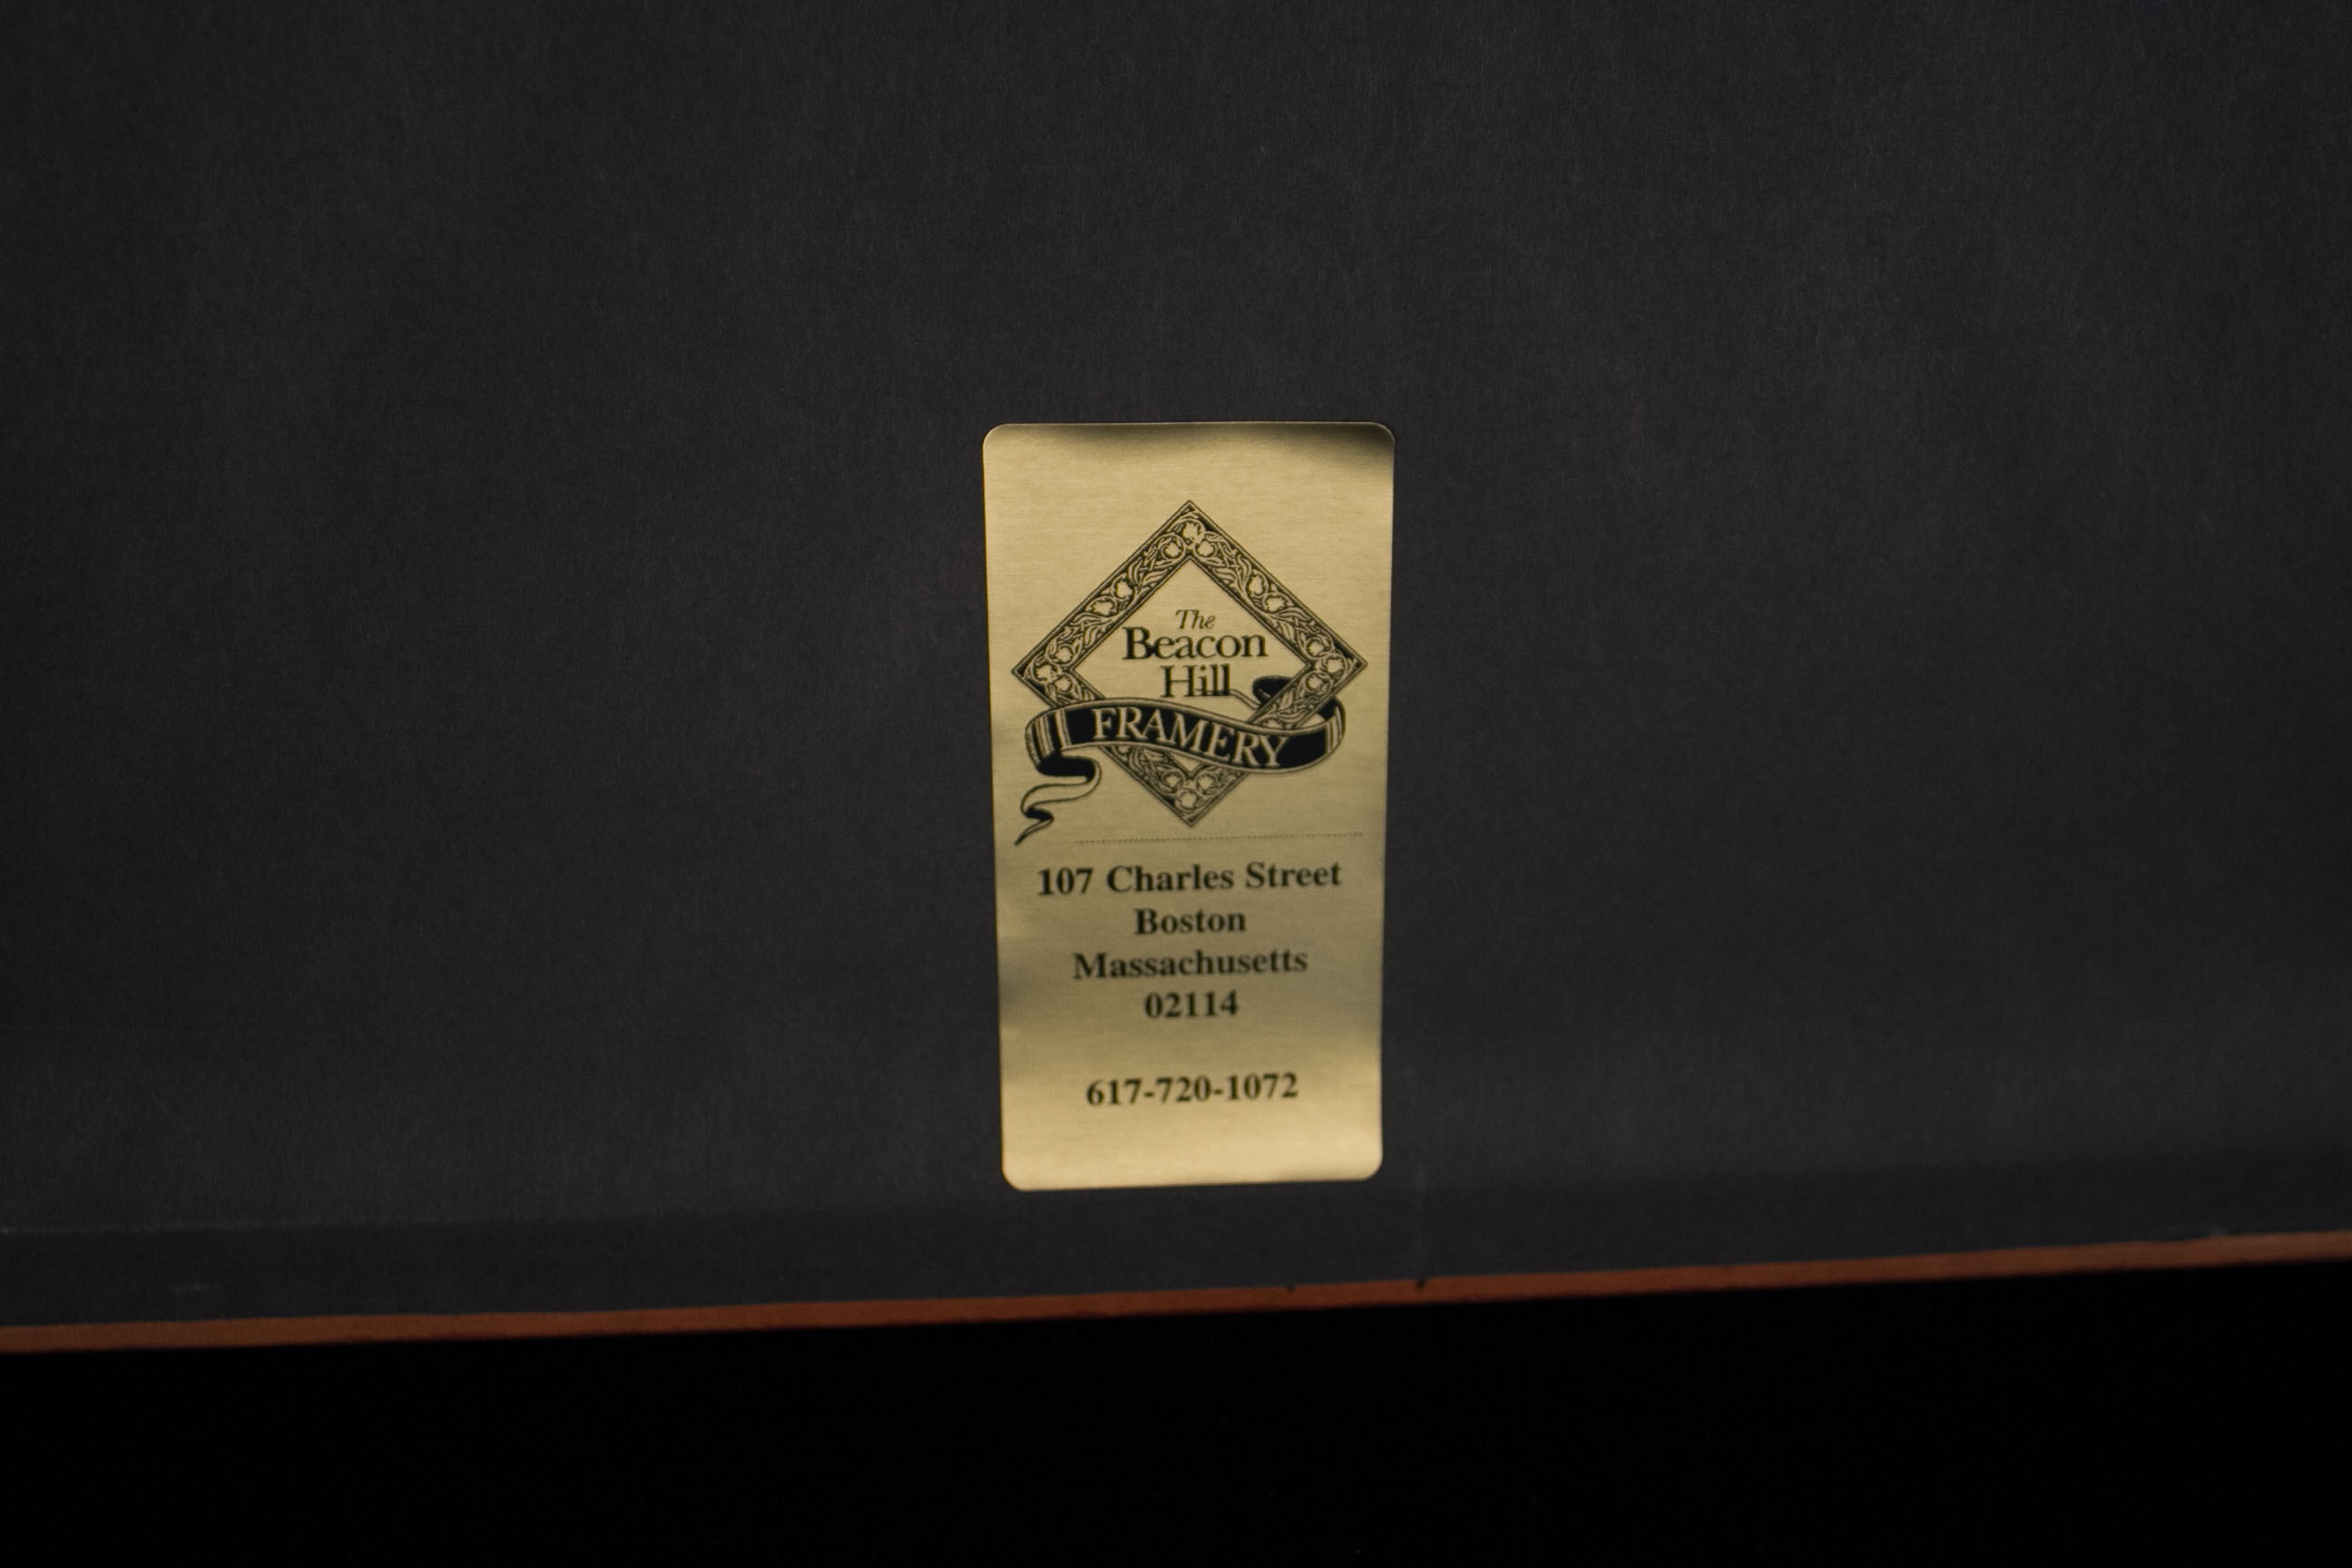 The
Beacon
Hill
FRAMERY
107 Charles Street
Boston
Massachusetts
02114
617-720-1072